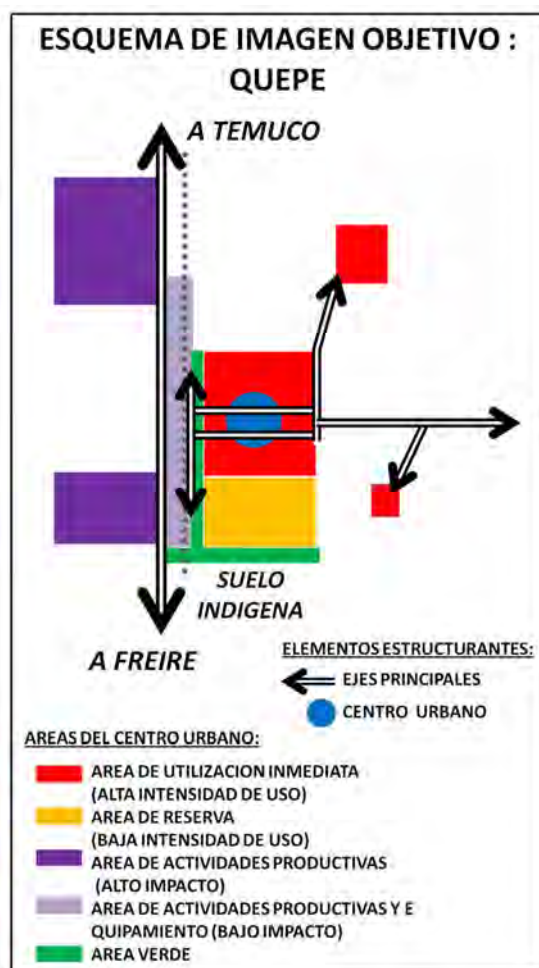 ESQUEMA DE IMAGEN OBJETIVO :
QUEPE
A TEMUCO
SUELO
INDIGENA
A FREIRE
ELEMENTOS ESTRUCTURANTES:
EJES PRINCIPALES
CENTRO URBANO
AREAS DEL CENTRO URBANO:
AREA DE UTILIZACION INMEDIATA
(ALTA INTENSIDAD DE USO)
AREA DE RESERVA
(BAJA INTENSIDAD DE USO)
AREA DE ACTIVIDADES PRODUCTIVAS
(ALTO IMPACTO)
AREA DE ACTIVIDADES PRODUCTIVAS Y E
QUIPAMIENTO (BAJO IMPACTO)
AREA VERDE